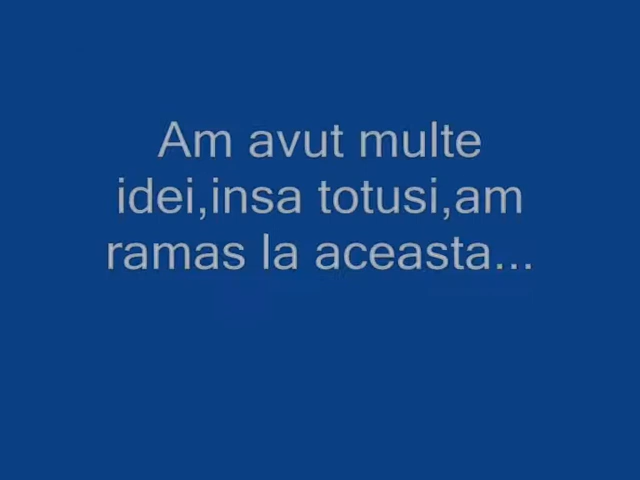 Am avut multe
idei,insa totusi,am
ramas la aceasta...